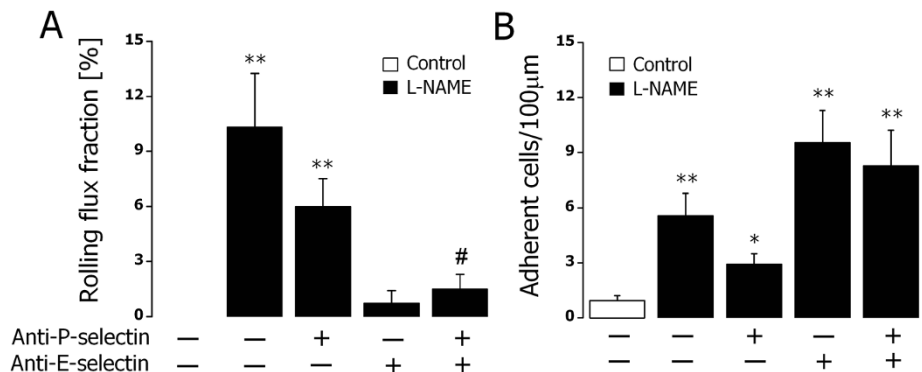 A
Rolling flux fraction [%]
15
12
9
6
3
0
**
**
#
Control
L-NAME
Anti-P-selectin — — + — +
Anti-E-selectin — — — + +
B
Adherent cells/100µm
15
12
9
6
3
0
Control
L-NAME
**
*
**
**
— — + — +
— — — + +